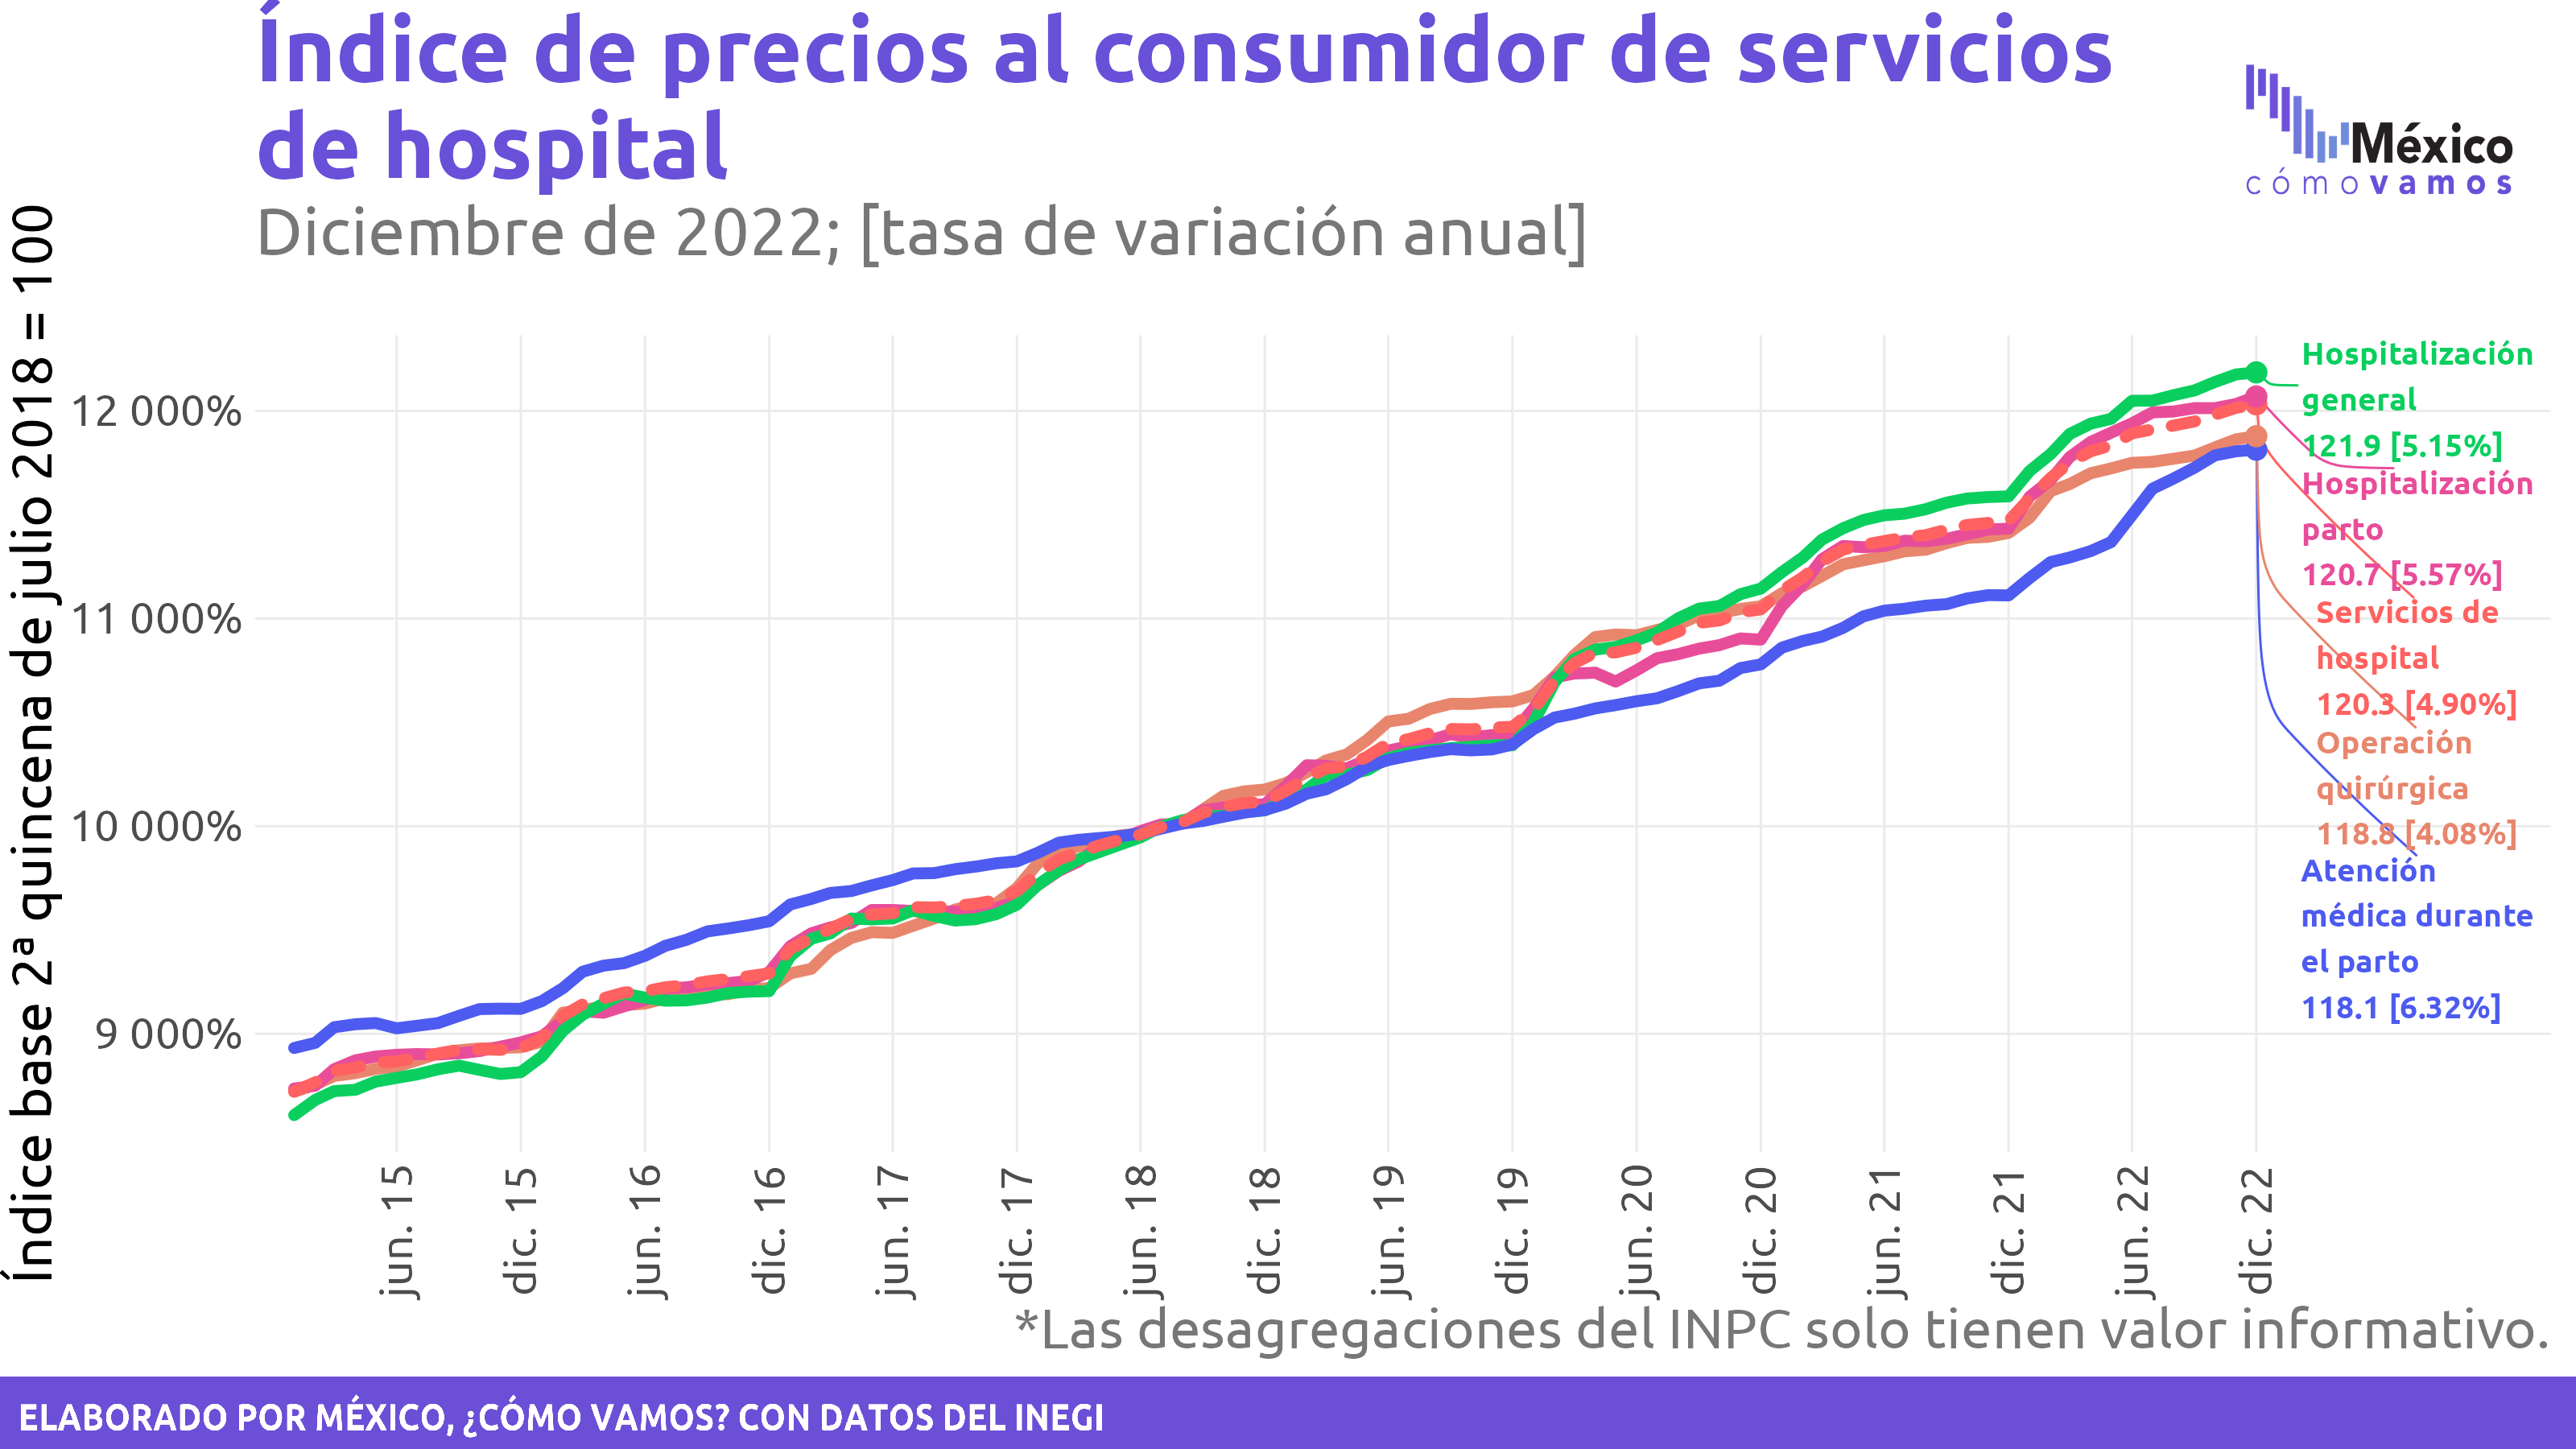 Índice de precios al consumidor de servicios
de hospital
Diciembre de 2022; [tasa de variación anual]
México
cómo vamos
Índice base 2ª quincena de julio 2018 = 100
12 000%
11 000%
10 000%
9 000%
Hospitalización
general
121.9 [5.15%]
Hospitalización
parto
120.7 [5.57%]
Servicios de
hospital
120.3 [4.90%]
Operación
quirúrgica
118.8 [4.08%]
Atención
médica durante
el parto
118.1 [6.32%]
jun. 15
dic. 15
jun. 16
dic. 16
jun. 17
dic. 17
jun. 18
dic. 18
jun. 19
dic. 19
jun. 20
dic. 20
jun. 21
dic. 21
jun. 22
dic. 22
*Las desagregaciones del INPC solo tienen valor informativo.
ELABORADO POR MÉXICO, ¿CÓMO VAMOS? CON DATOS DEL INEGI